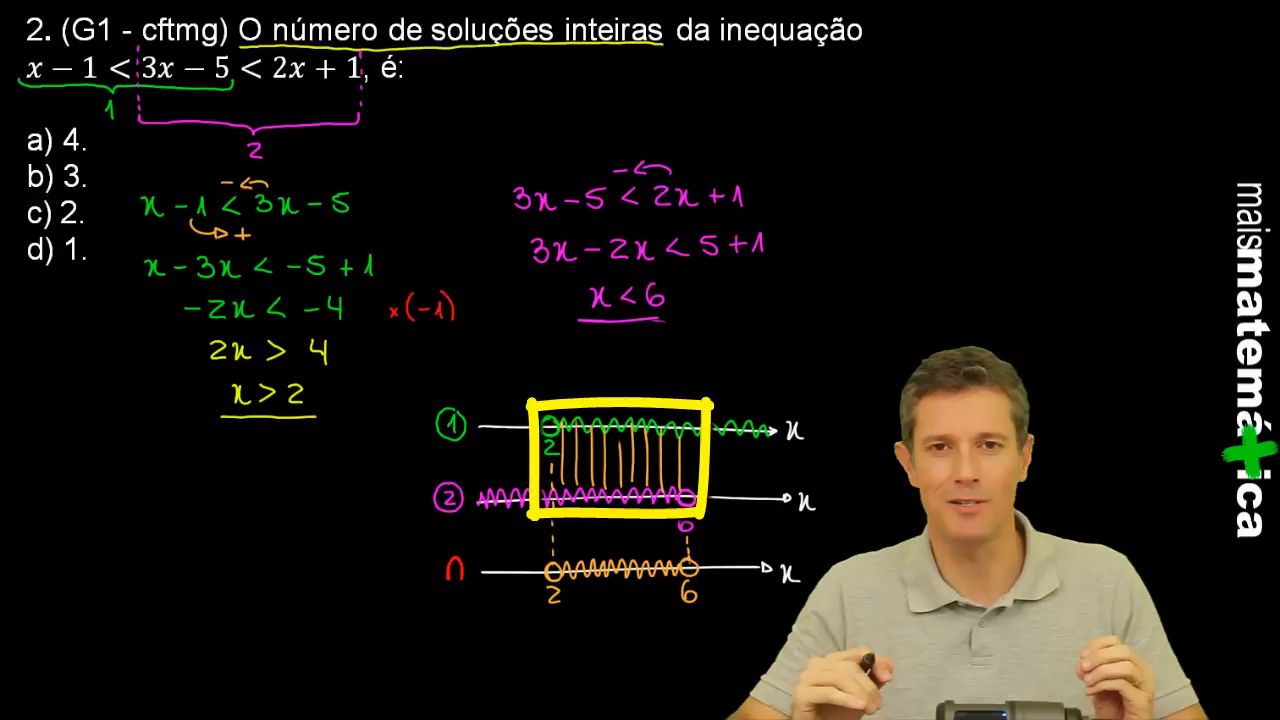 2. (G1 - cftmg) O número de soluções inteiras da inequação
x − 1 < 3x − 5 < 2x + 1, é:
1
2
a) 4.
b) 3.
c) 2.
d) 1.
−
x − 1 < 3x − 5
+
x − 3x < −5 + 1
−2x < −4 ×(−1)
2x > 4
x > 2
−
3x − 5 < 2x + 1
3x − 2x < 5 + 1
x < 6
1 x
2
2 x
6
∩ x
2 6
maismatemática